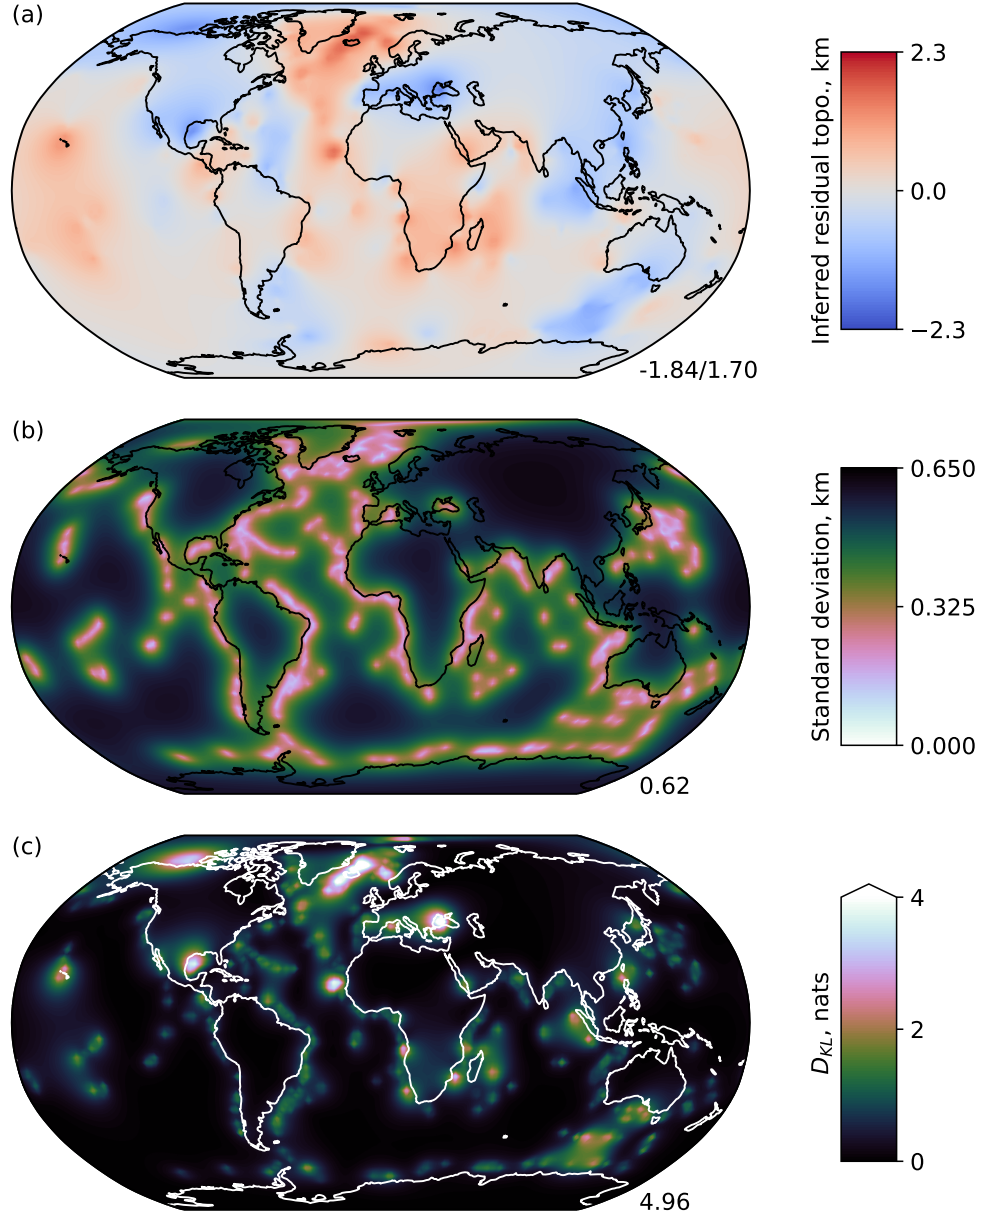 (a)
2.3
0.0
−2.3
Inferred residual topo., km
-1.84/1.70
(b)
0.650
0.325
0.000
Standard deviation, km
0.62
(c)
4
2
0
D_KL, nats
4.96